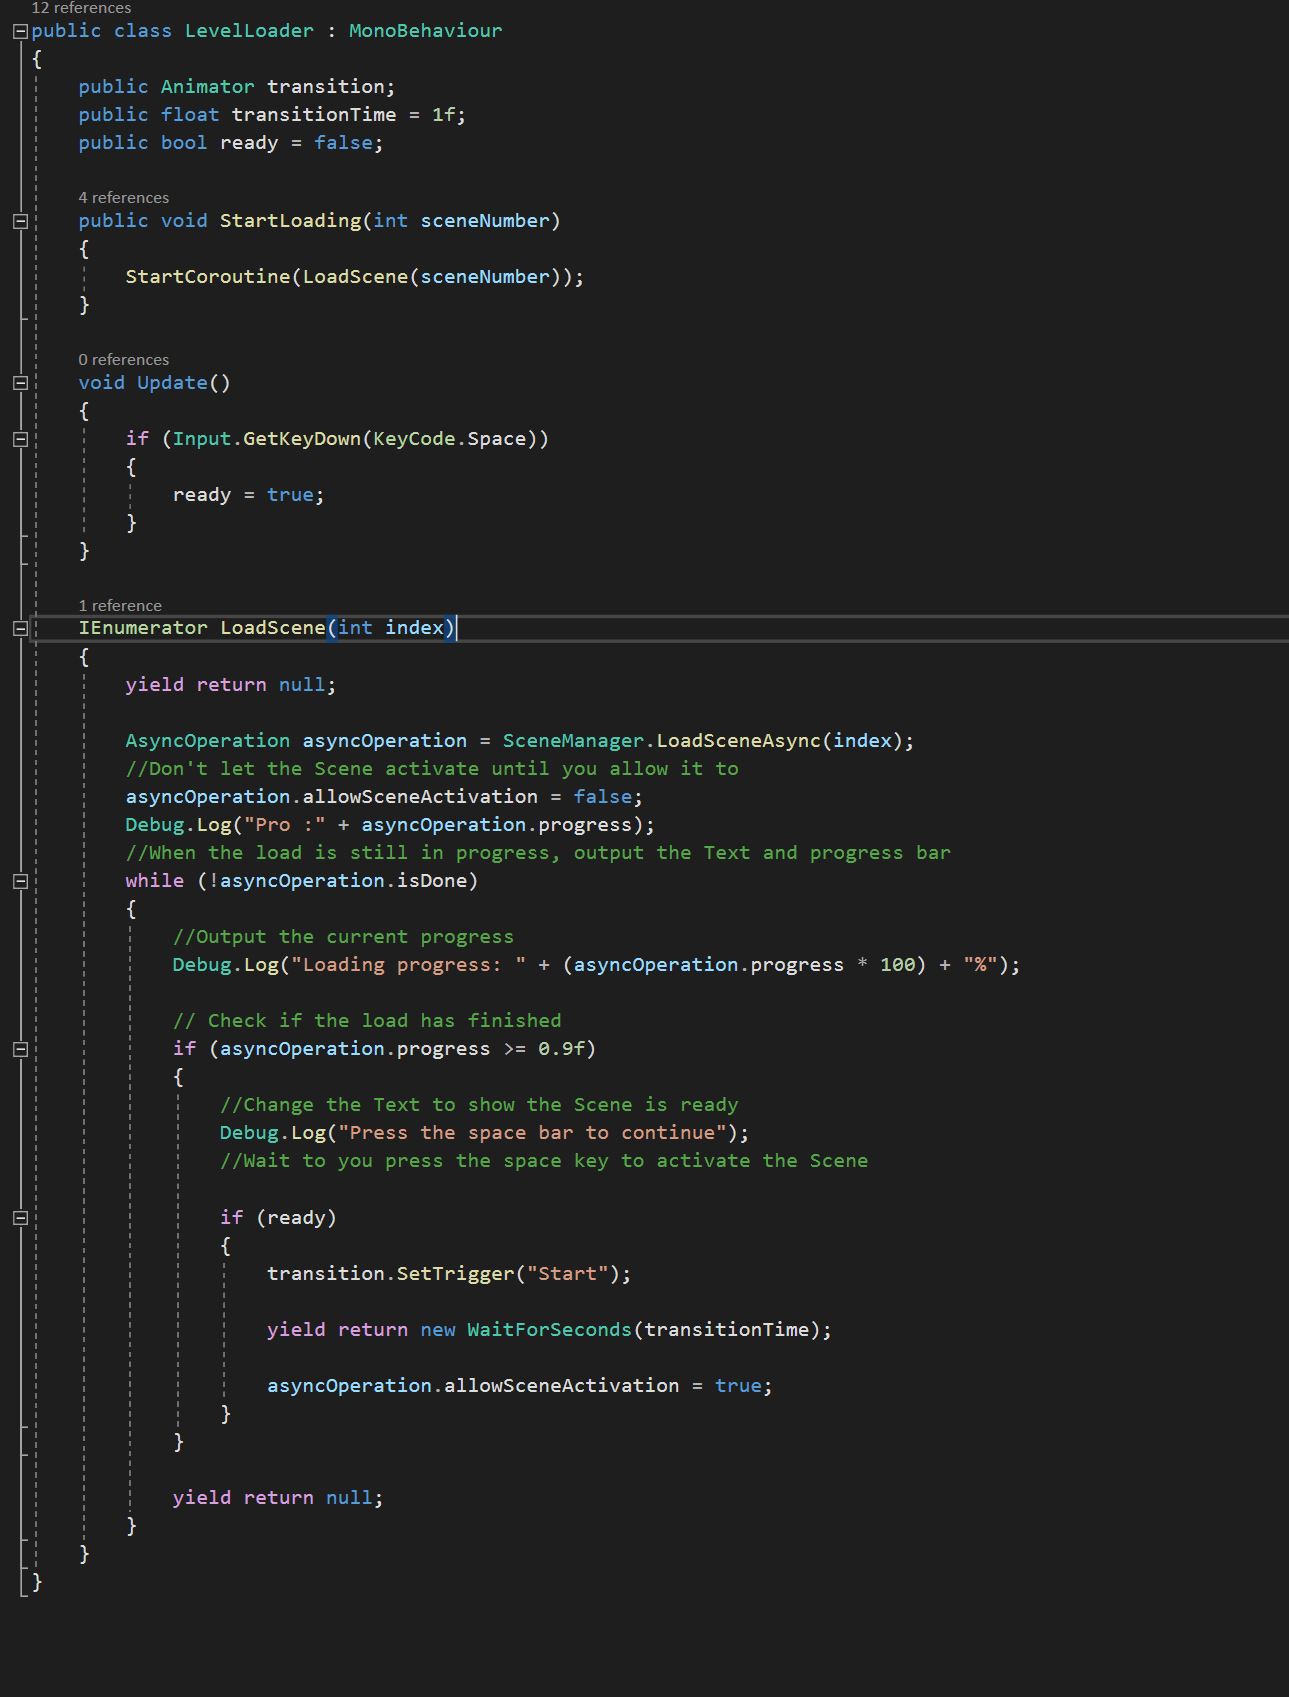 12 references
public class LevelLoader : MonoBehaviour
{
    public Animator transition;
    public float transitionTime = 1f;
    public bool ready = false;

    4 references
    public void StartLoading(int sceneNumber)
    {
        StartCoroutine(LoadScene(sceneNumber));
    }

    0 references
    void Update()
    {
        if (Input.GetKeyDown(KeyCode.Space))
        {
            ready = true;
        }
    }

    1 reference
    IEnumerator LoadScene(int index)
    {
        yield return null;

        AsyncOperation asyncOperation = SceneManager.LoadSceneAsync(index);
        //Don't let the Scene activate until you allow it to
        asyncOperation.allowSceneActivation = false;
        Debug.Log("Pro :" + asyncOperation.progress);
        //When the load is still in progress, output the Text and progress bar
        while (!asyncOperation.isDone)
        {
            //Output the current progress
            Debug.Log("Loading progress: " + (asyncOperation.progress * 100) + "%");

            // Check if the load has finished
            if (asyncOperation.progress >= 0.9f)
            {
                //Change the Text to show the Scene is ready
                Debug.Log("Press the space bar to continue");
                //Wait to you press the space key to activate the Scene

                if (ready)
                {
                    transition.SetTrigger("Start");

                    yield return new WaitForSeconds(transitionTime);

                    asyncOperation.allowSceneActivation = true;
                }
            }

            yield return null;
        }
    }
}